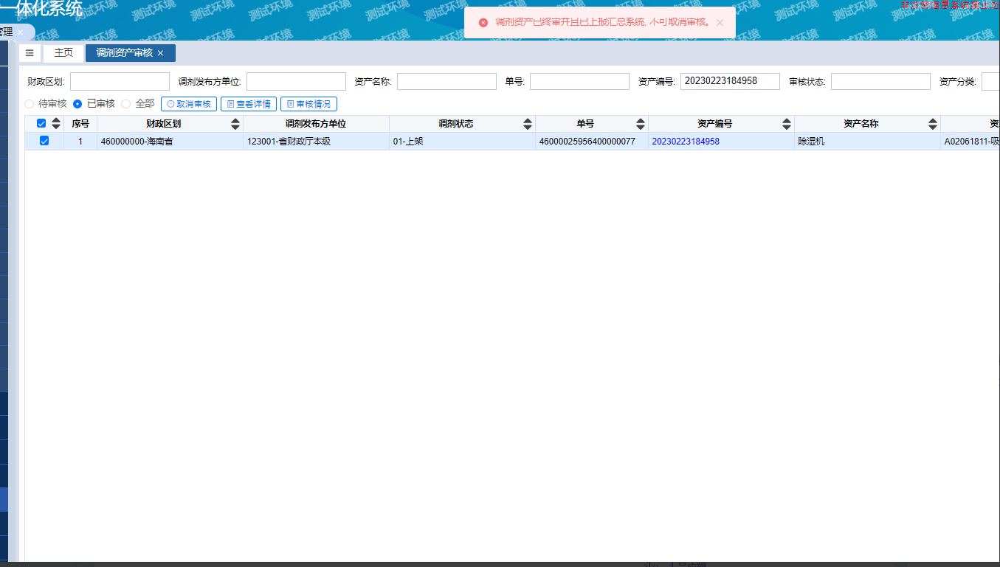 一体化系统
调剂资产已终审并且已上报汇总系统, 不可取消审核。
管理
主页 调剂资产审核
财政区划: 调剂发布方单位: 资产名称: 单号: 资产编号: 20230223184958 审核状态: 资产分类:
待审核 已审核 全部 取消审核 查看详情 审核情况
序号 财政区划 调剂发布方单位 调剂状态 单号 资产编号 资产名称 资
1 460000000-海南省 123001-省财政厅本级 01-上架 46000025956400000077 20230223184958 除湿机 A02061811-吸
测试环境